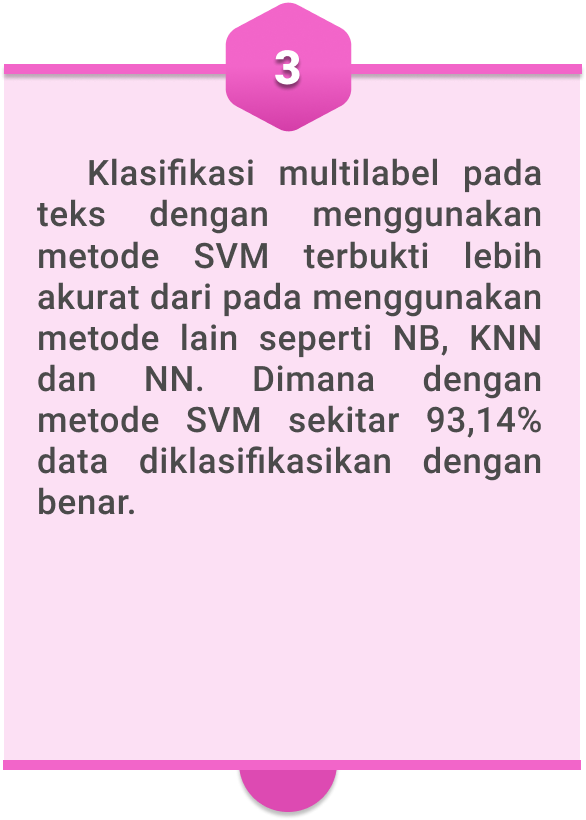 3
Klasifikasi multilabel pada
teks dengan menggunakan
metode SVM terbukti lebih
akurat dari pada menggunakan
metode lain seperti NB, KNN
dan NN. Dimana dengan
metode SVM sekitar 93,14%
data diklasifikasikan dengan
benar.